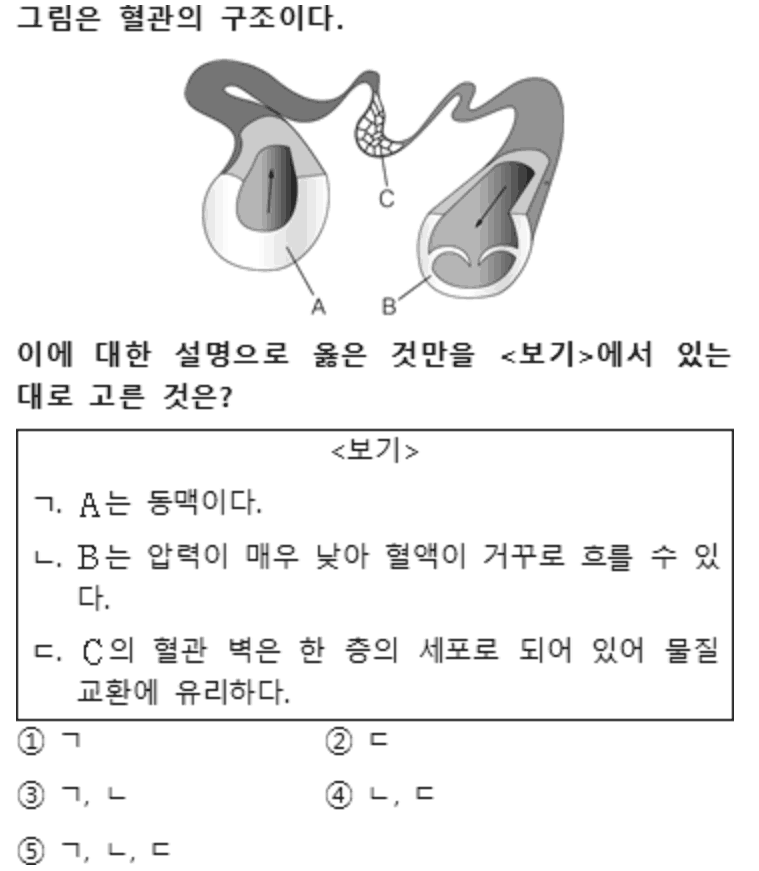 그림은 혈관의 구조이다.
C
A
B
이에 대한 설명으로 옳은 것만을 <보기>에서 있는
대로 고른 것은?
<보기>
ㄱ. A는 동맥이다.
ㄴ. B는 압력이 매우 낮아 혈액이 거꾸로 흐를 수 있
다.
ㄷ. C의 혈관 벽은 한 층의 세포로 되어 있어 물질
교환에 유리하다.
① ㄱ ② ㄷ
③ ㄱ, ㄴ ④ ㄴ, ㄷ
⑤ ㄱ, ㄴ, ㄷ